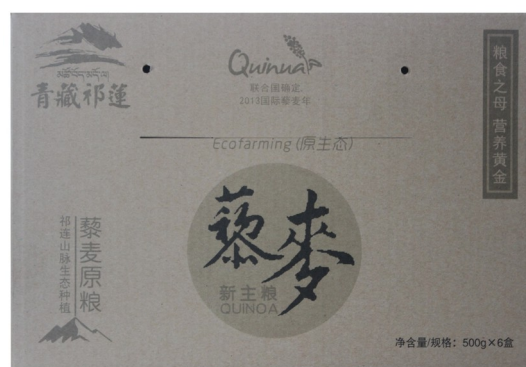 青藏祁莲
Quinua
联合国确定
2013国际藜麦年
粮食之母 营养黄金
Ecofarming (原生态)
藜麥
新主粮
QUINOA
藜麦原粮
祁连山脉生态种植
净含量/规格：500g×6盒